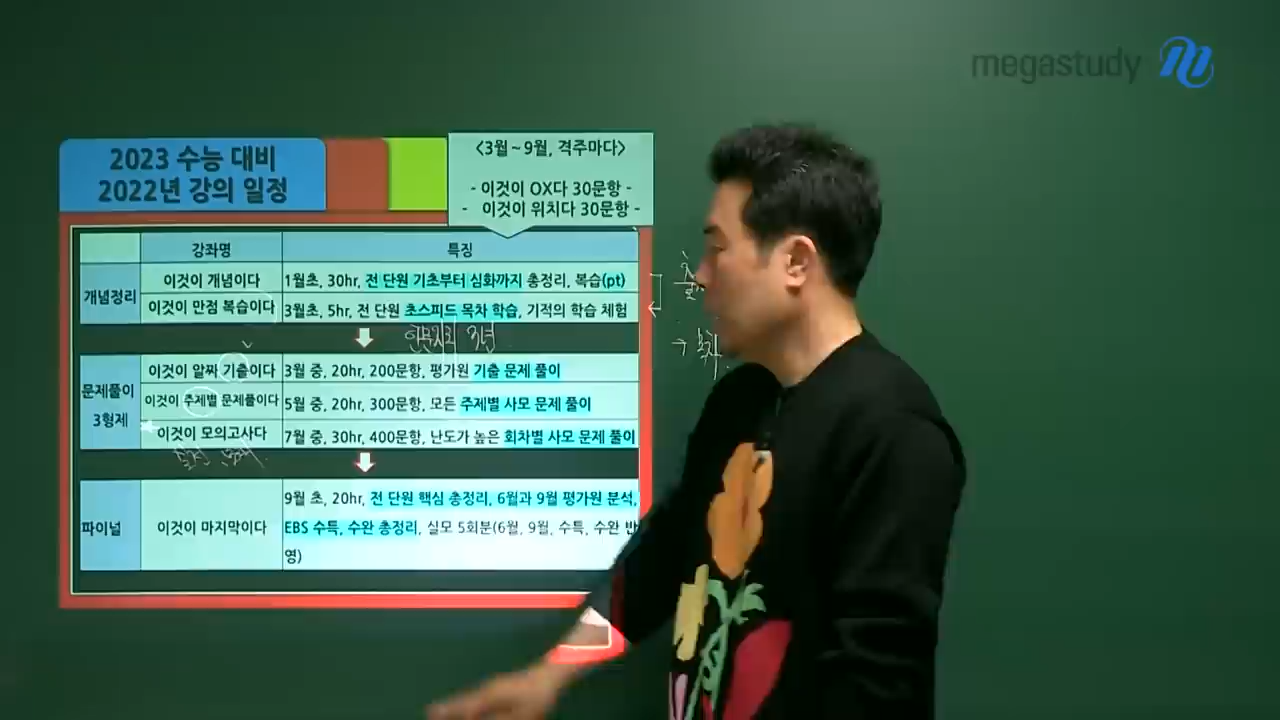 megastudy
2023 수능 대비
2022년 강의 일정
<3월~9월, 격주마다>
- 이것이 OX다 30문항 -
- 이것이 위치다 30문항 -
강좌명 특징
개념정리
이것이 개념이다 1월초, 30hr, 전 단원 기초부터 심화까지 총정리, 복습(pt)
이것이 만점 복습이다 3월초, 5hr, 전 단원 초스피드 목차 학습, 기적의 학습 체험
3년
문제풀이
3형제
이것이 알짜 기출이다 3월 중, 20hr, 200문항, 평가원 기출 문제 풀이
이것이 주제별 문제풀이다 5월 중, 20hr, 300문항, 모든 주제별 사모 문제 풀이
이것이 모의고사다 7월 중, 30hr, 400문항, 난도가 높은 회차별 사모 문제 풀이
파이널
이것이 마지막이다
9월 초, 20hr, 전 단원 핵심 총정리, 6월과 9월 평가원 분석,
EBS 수특, 수완 총정리, 실모 5회분(6월, 9월, 수특, 수완 반
영)